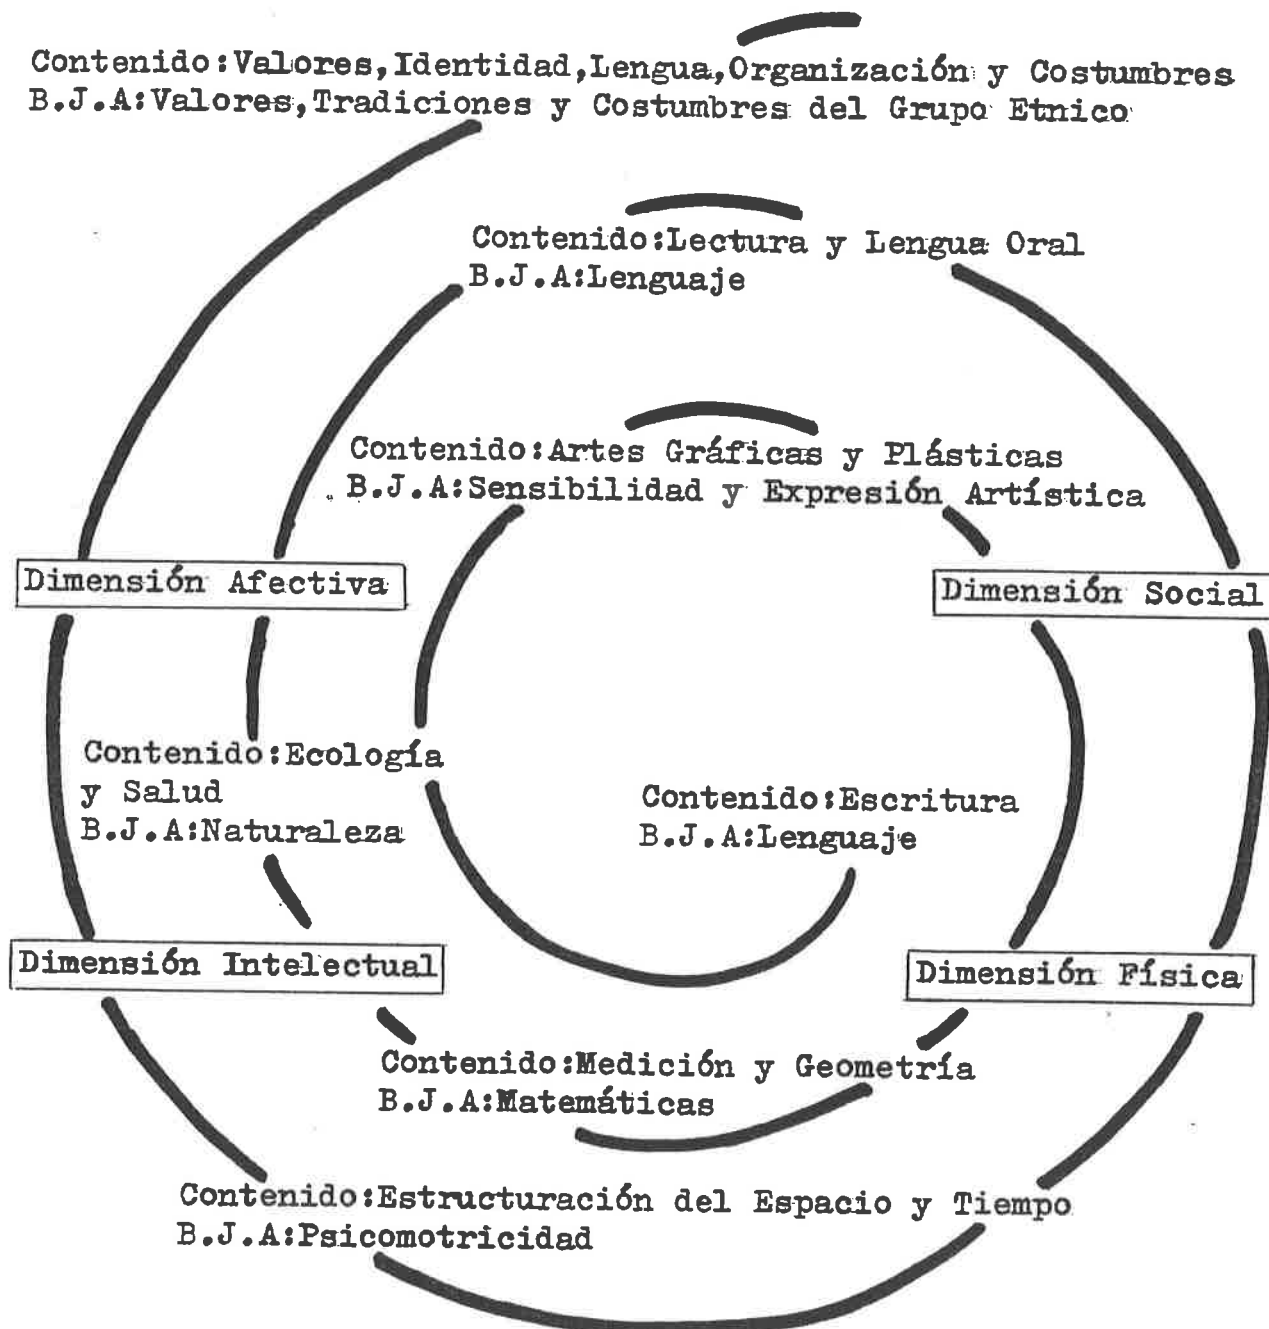 Contenido:Valores,Identidad,Lengua,Organización y Costumbres
B.J.A:Valores,Tradiciones y Costumbres del Grupo Etnico
Contenido:Lectura y Lengua Oral
B.J.A:Lenguaje
Contenido:Artes Gráficas y Plásticas
B.J.A:Sensibilidad y Expresión Artística
Dimensión Afectiva
Dimensión Social
Contenido:Ecología
y Salud
B.J.A:Naturaleza
Contenido:Escritura
B.J.A:Lenguaje
Dimensión Intelectual
Dimensión Física
Contenido:Medición y Geometría
B.J.A:Matemáticas
Contenido:Estructuración del Espacio y Tiempo
B.J.A:Psicomotricidad